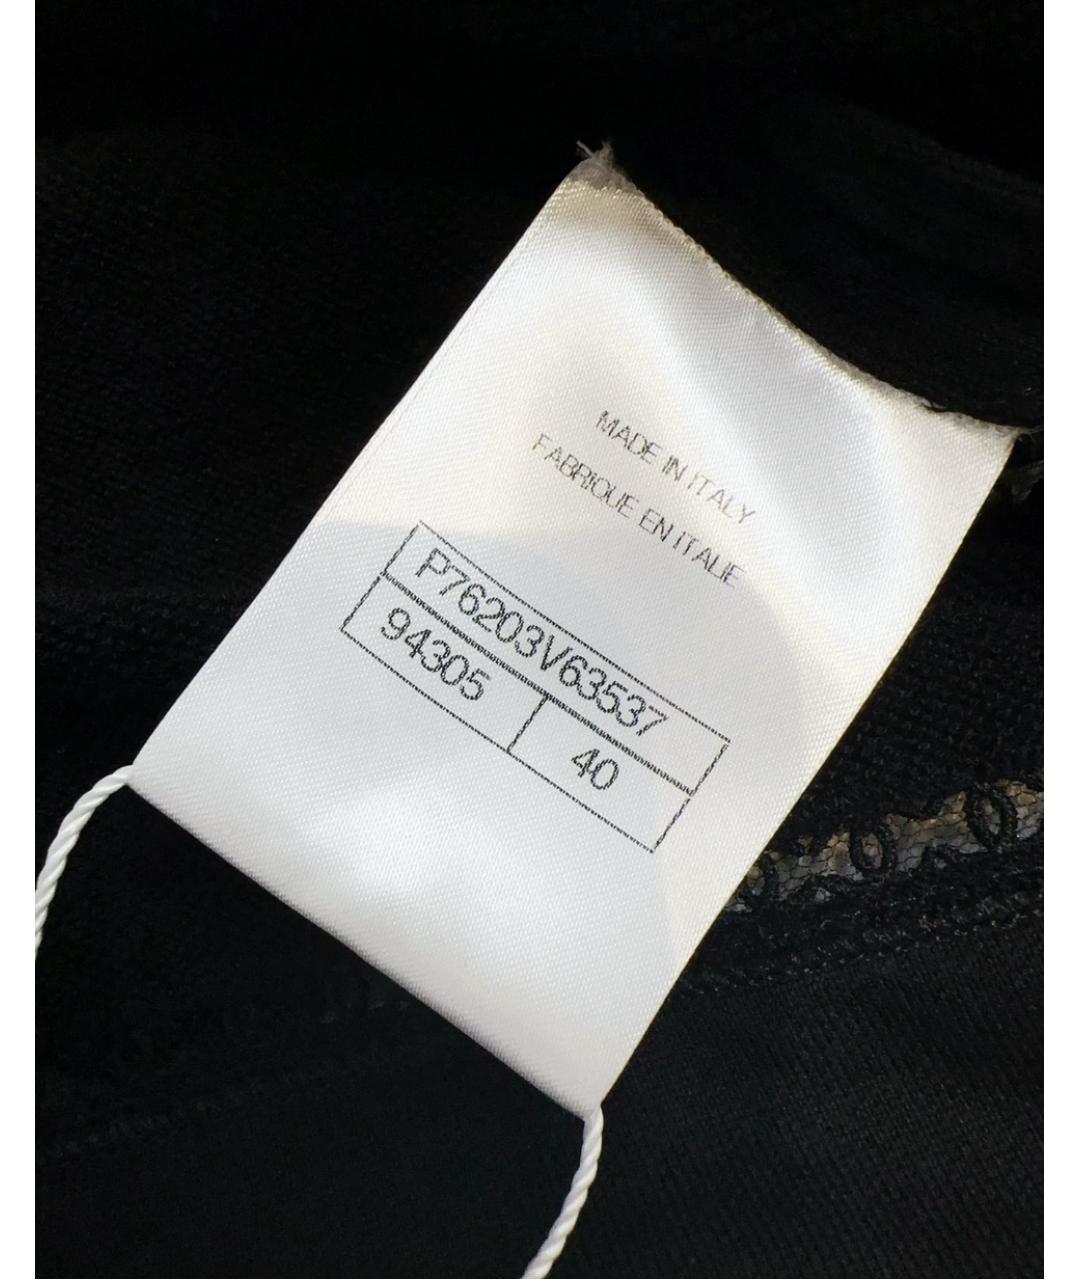 MADE IN ITALY
FABRIQUE EN ITALIE
P76203V63537
94305
40